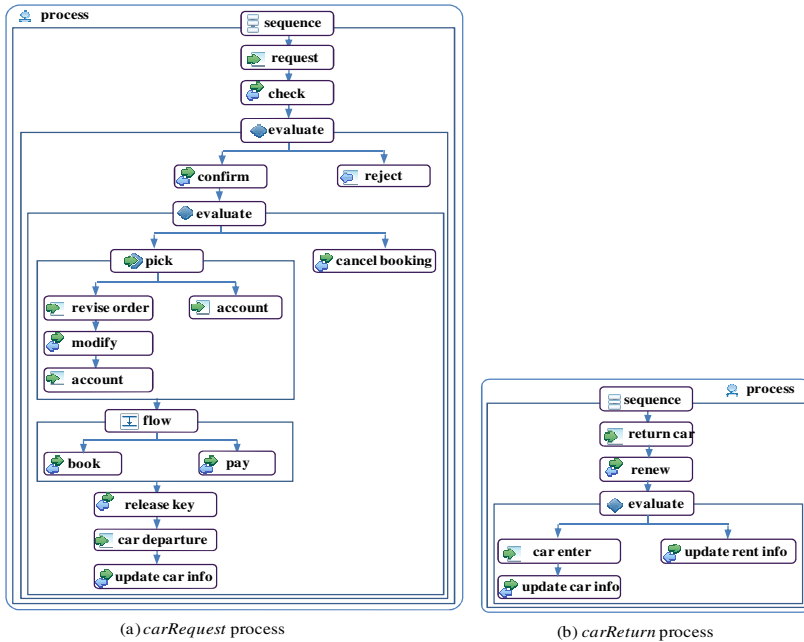 process
sequence
request
check
evaluate
confirm
reject
evaluate
pick
cancel booking
revise order
account
modify
account
flow
book
pay
release key
car departure
update car info
(a) carRequest process
process
sequence
return car
renew
evaluate
car enter
update rent info
update car info
(b) carReturn process